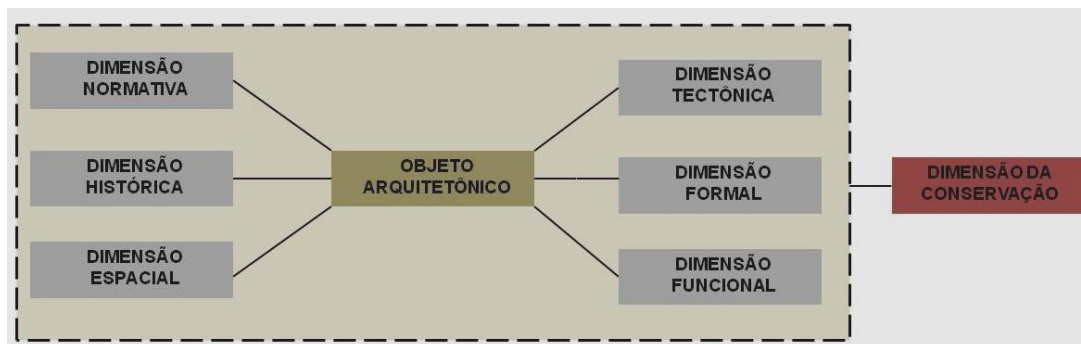 DIMENSÃO
NORMATIVA
DIMENSÃO
HISTÓRICA
DIMENSÃO
ESPACIAL
OBJETO
ARQUITETÔNICO
DIMENSÃO
TECTÔNICA
DIMENSÃO
FORMAL
DIMENSÃO
FUNCIONAL
DIMENSÃO DA
CONSERVAÇÃO